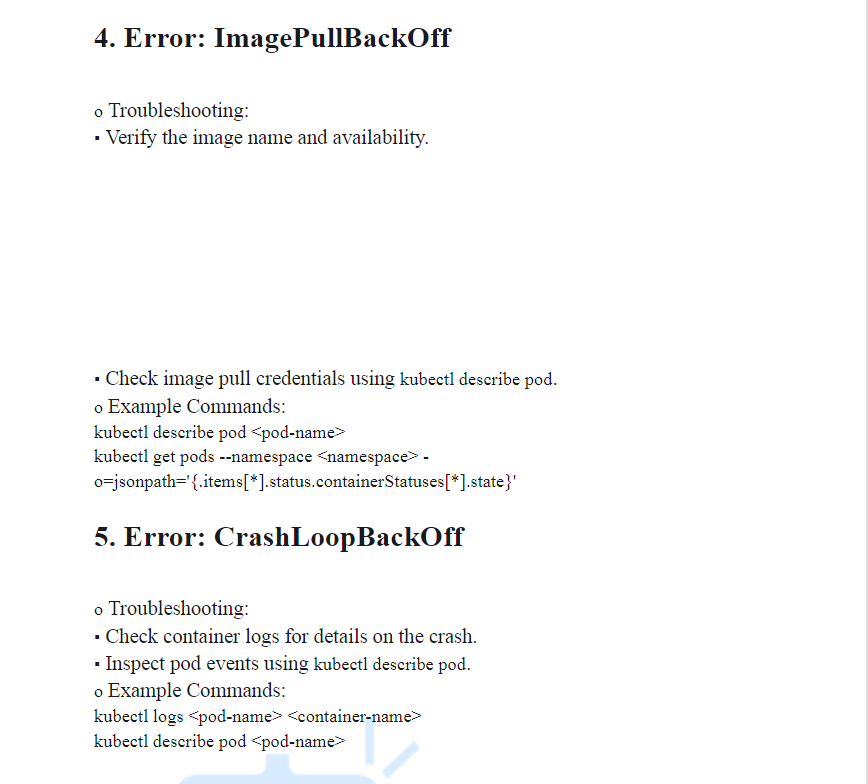 4. Error: ImagePullBackOff
o Troubleshooting:
▪ Verify the image name and availability.
▪ Check image pull credentials using kubectl describe pod.
o Example Commands:
kubectl describe pod <pod-name>
kubectl get pods --namespace <namespace> -
o=jsonpath='{.items[*].status.containerStatuses[*].state}'
5. Error: CrashLoopBackOff
o Troubleshooting:
▪ Check container logs for details on the crash.
▪ Inspect pod events using kubectl describe pod.
o Example Commands:
kubectl logs <pod-name> <container-name>
kubectl describe pod <pod-name>